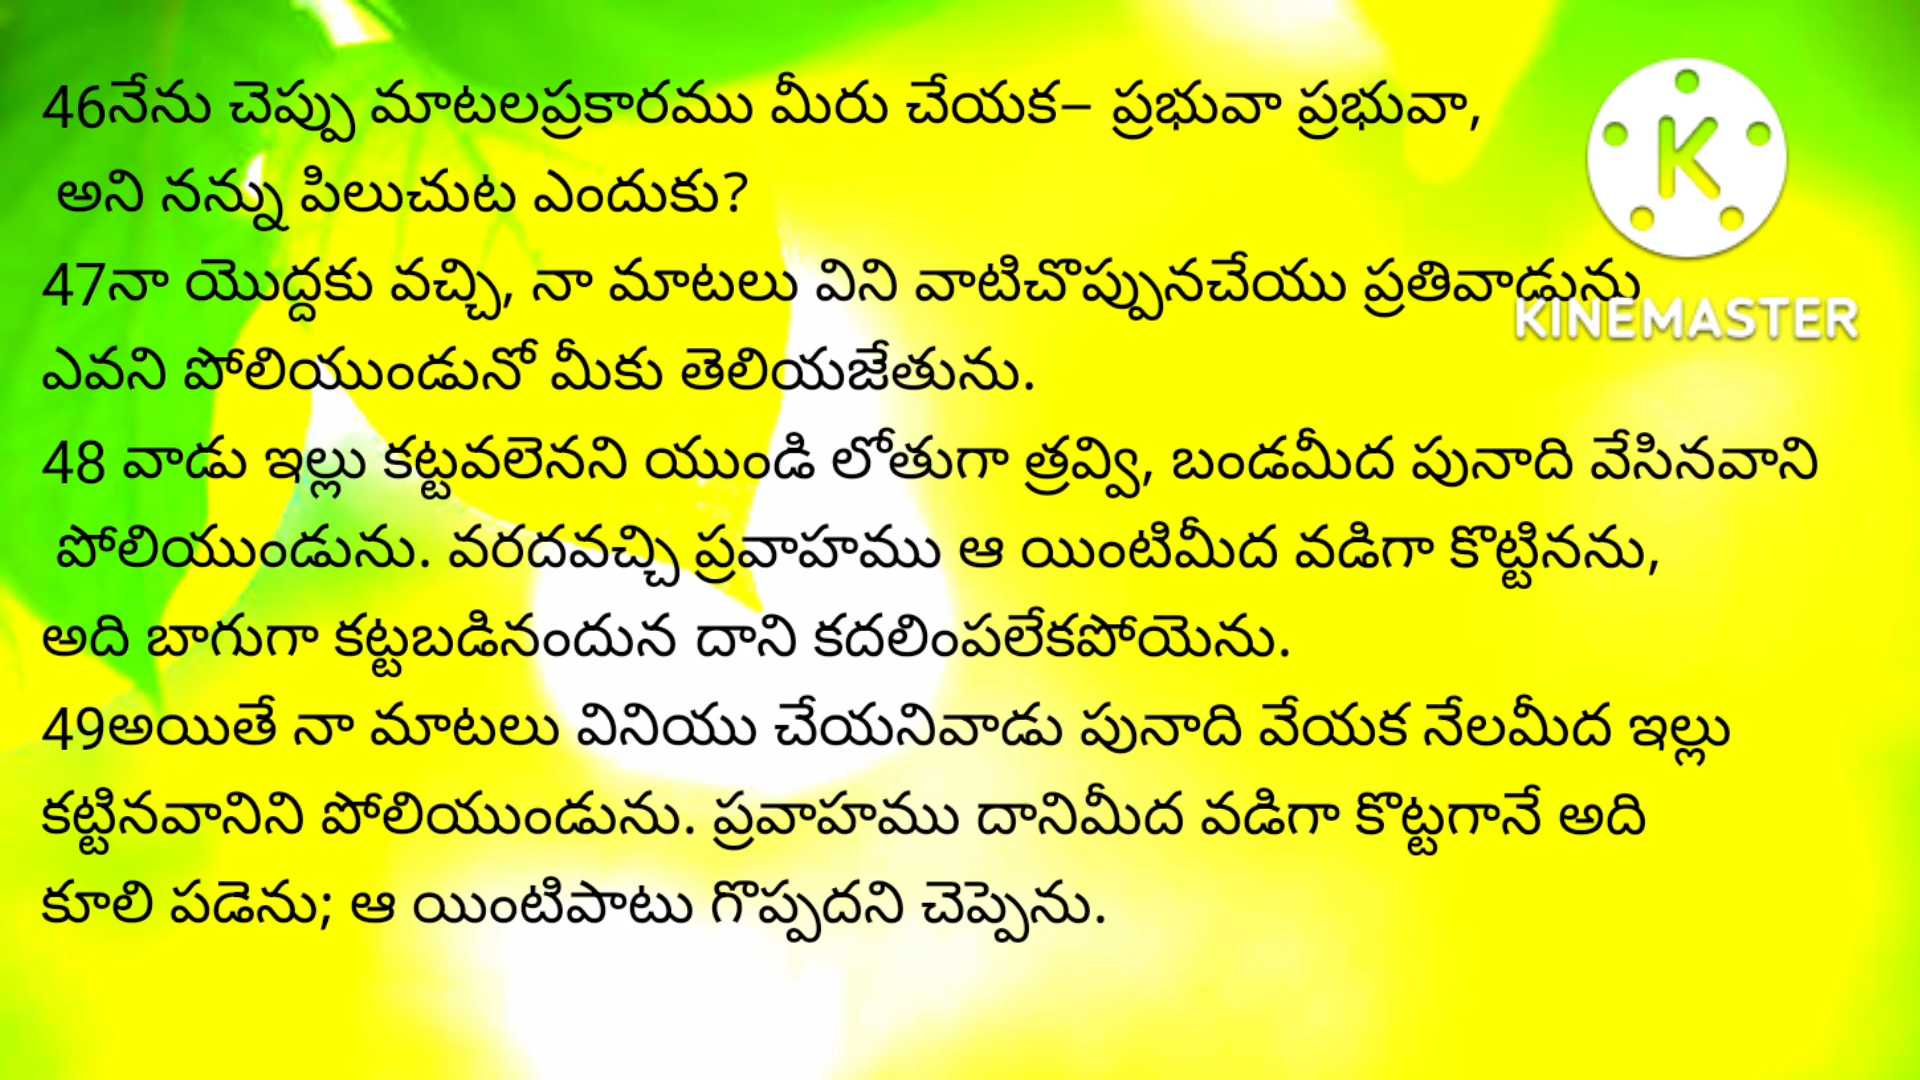 46నేను చెప్పు మాటలప్రకారము మీరు చేయక– ప్రభువా ప్రభువా,
అని నన్ను పిలుచుట ఎందుకు?
47నా యొద్దకు వచ్చి, నా మాటలు విని వాటిచొప్పునచేయు ప్రతివాడును
ఎవని పోలియుండునో మీకు తెలియజేతును.
48 వాడు ఇల్లు కట్టవలెనని యుండి లోతుగా త్రవ్వి, బండమీద పునాది వేసినవాని
పోలియుండును. వరదవచ్చి ప్రవాహము ఆ యింటిమీద వడిగా కొట్టినను,
అది బాగుగా కట్టబడినందున దాని కదలింపలేకపోయెను.
49అయితే నా మాటలు వినియు చేయనివాడు పునాది వేయక నేలమీద ఇల్లు
కట్టినవానిని పోలియుండును. ప్రవాహము దానిమీద వడిగా కొట్టగానే అది
కూలి పడెను; ఆ యింటిపాటు గొప్పదని చెప్పెను.
K
KINEMASTER